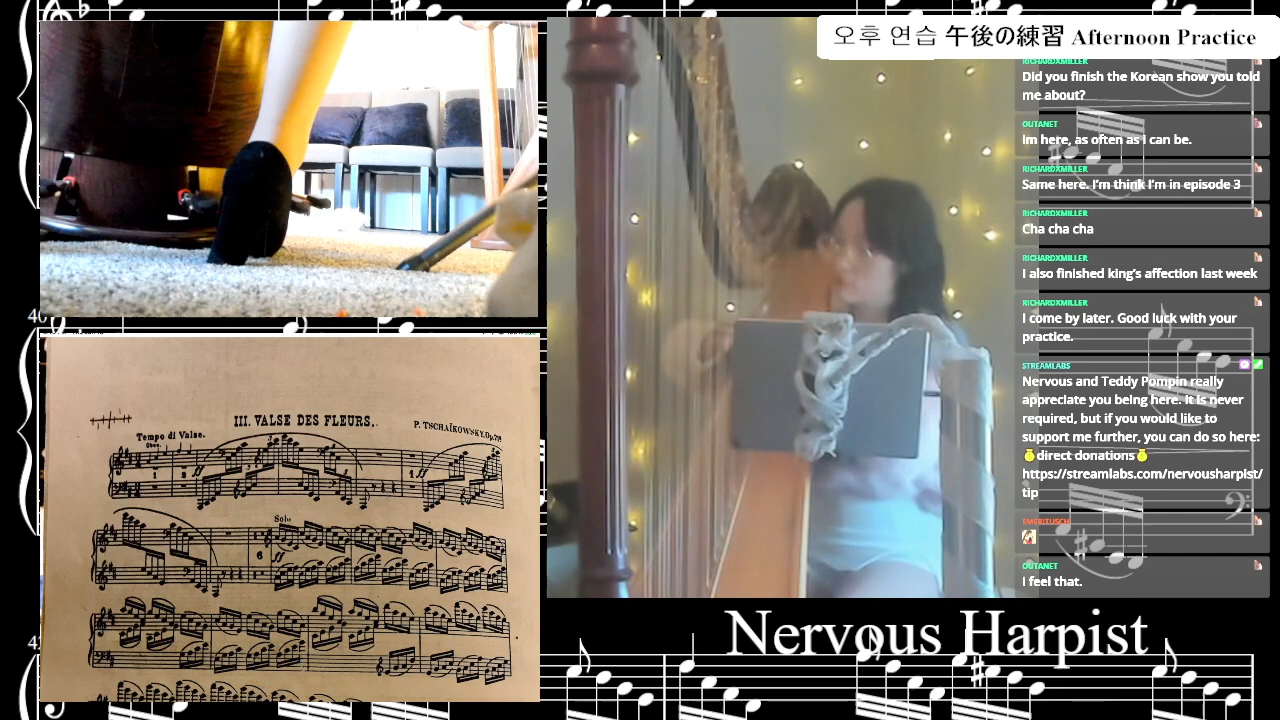 오후 연습 午後の練習 Afternoon Practice
RICHARDXMILLER
Did you finish the Korean show you told
me about?
OUTANET
Im here, as often as I can be.
RICHARDXMILLER
Same here. I'm think I'm in episode 3
RICHARDXMILLER
Cha cha cha
RICHARDXMILLER
I also finished king's affection last week
RICHARDXMILLER
I come by later. Good luck with your
practice.
STREAMLABS
Nervous and Teddy Pompin really
appreciate you being here. It is never
required, but if you would like to
support me further, you can do so here:
💰direct donations💰
https://streamlabs.com/nervousharpist/
tip
OUTANET
I feel that.
40
III. VALSE DES FLEURS.
P. TSCHAÏKOWSKY, Op.
Tempo di Valse.
1
Solo
6
ff
Nervous Harpist